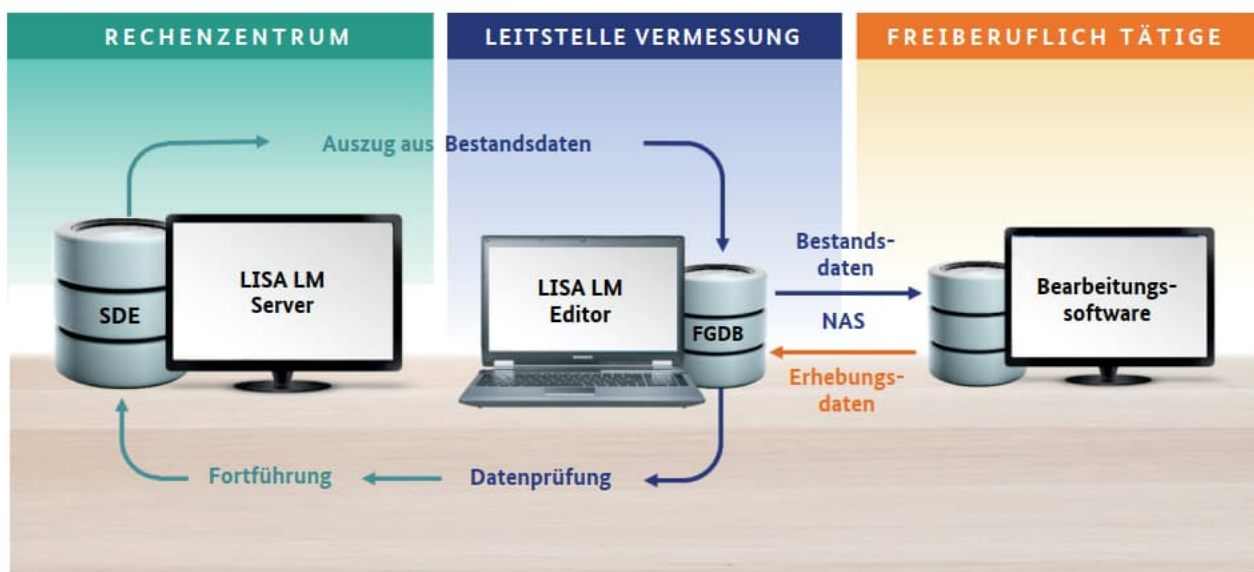 RECHENZENTRUM
LEITSTELLE VERMESSUNG
FREIBERUFLICH TÄTIGE
Auszug aus Bestandsdaten
SDE
LISA LM
Server
LISA LM
Editor
FGDB
Bestands-
daten
NAS
Erhebungs-
daten
Bearbeitungs-
software
Fortführung
Datenprüfung